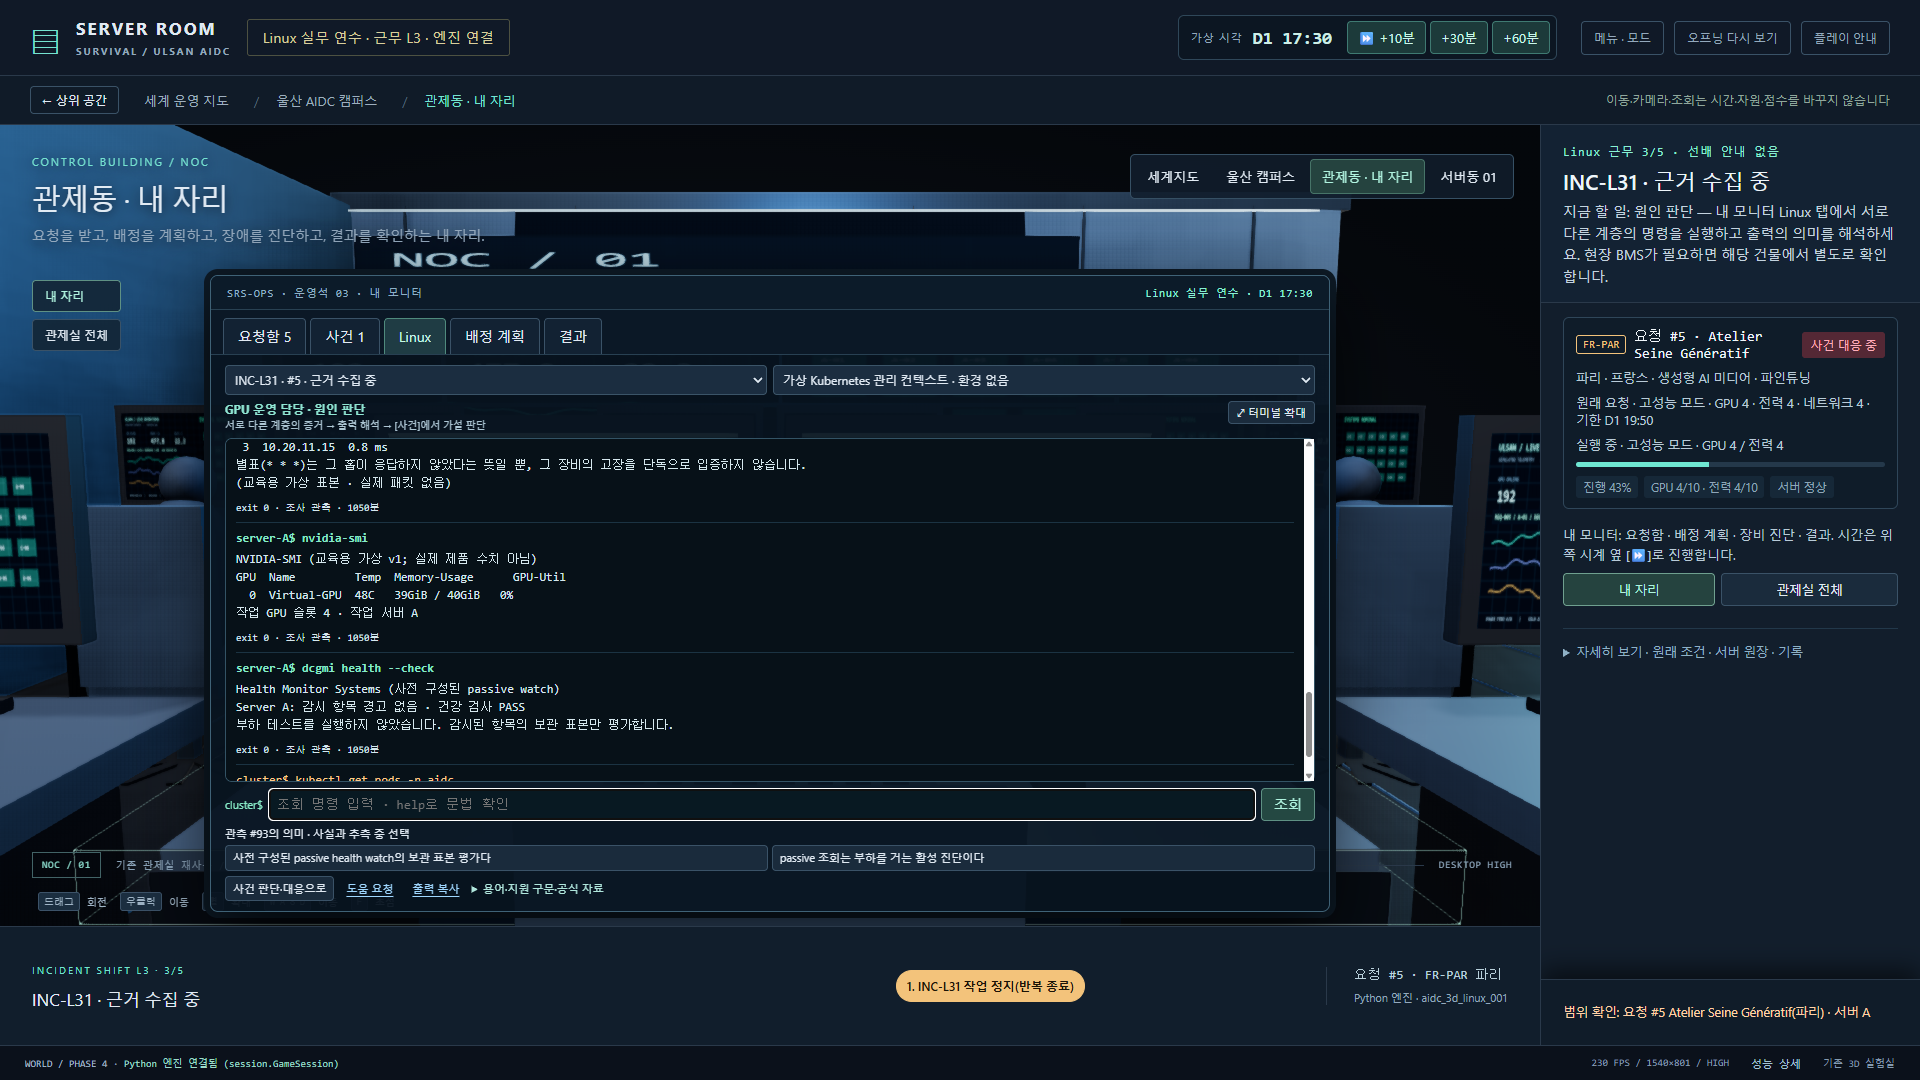 SERVER ROOM
SURVIVAL / ULSAN AIDC
Linux 실무 연수 · 근무 L3 · 엔진 연결
가상 시각 D1 17:30
⏩ +10분
+30분
+60분
메뉴 · 모드
오프닝 다시 보기
플레이 안내
← 상위 공간
세계 운영 지도 / 울산 AIDC 캠퍼스 / 관제동 · 내 자리
이동·카메라·조회는 시간·자원·점수를 바꾸지 않습니다
CONTROL BUILDING / NOC
관제동 · 내 자리
요청을 받고, 배정을 계획하고, 장애를 진단하고, 결과를 확인하는 내 자리.
내 자리
관제실 전체
세계지도
울산 캠퍼스
관제동 · 내 자리
서버동 01
NOC / 01
SRS-OPS · 운영석 03 · 내 모니터
Linux 실무 연수 · D1 17:30
요청함 5
사건 1
Linux
배정 계획
결과
INC-L31 · #5 · 근거 수집 중
가상 Kubernetes 관리 컨텍스트 · 환경 없음
GPU 운영 담당 · 원인 판단
서로 다른 계층의 증거 → 출력 해석 → [사건]에서 가설 판단
⤢ 터미널 확대
3 10.20.11.15 0.8 ms
별표(* * *)는 그 홉이 응답하지 않았다는 뜻일 뿐, 그 장비의 고장을 단독으로 입증하지 않습니다.
(교육용 가상 표본 · 실제 패킷 없음)
exit 0 · 조사 관측 · 1050분
server-A$ nvidia-smi
NVIDIA-SMI (교육용 가상 v1; 실제 제품 수치 아님)
GPU Name Temp Memory-Usage GPU-Util
0 Virtual-GPU 48C 39GiB / 40GiB 0%
작업 GPU 슬롯 4 · 작업 서버 A
exit 0 · 조사 관측 · 1050분
server-A$ dcgmi health --check
Health Monitor Systems (사전 구성된 passive watch)
Server A: 감시 항목 경고 없음 · 건강 검사 PASS
부하 테스트를 실행하지 않았습니다. 감시된 항목의 보관 표본만 평가합니다.
exit 0 · 조사 관측 · 1050분
cluster$ kubectl get pods -n aidc
cluster$ 조회 명령 입력 · help로 문법 확인
조회
관측 #93의 의미 · 사실과 추측 중 선택
사전 구성된 passive health watch의 보관 표본 평가다
passive 조회는 부하를 거는 활성 진단이다
사건 판단·대응으로
도움 요청
출력 복사
▶ 용어·지원 구문·공식 자료
NOC / 01
기존 관제실 재사
드래그 회전 우클릭 이동
DESKTOP HIGH
ULSAN / LIVE
192
Linux 근무 3/5 · 선배 안내 없음
INC-L31 · 근거 수집 중
지금 할 일: 원인 판단 — 내 모니터 Linux 탭에서 서로
다른 계층의 명령을 실행하고 출력의 의미를 해석하세
요. 현장 BMS가 필요하면 해당 건물에서 별도로 확인
합니다.
FR-PAR
요청 #5 · Atelier
Seine Génératif
사건 대응 중
파리 · 프랑스 · 생성형 AI 미디어 · 파인튜닝
원래 요청 · 고성능 모드 · GPU 4 · 전력 4 · 네트워크 4 ·
기한 D1 19:50
실행 중 · 고성능 모드 · GPU 4 / 전력 4
진행 43%
GPU 4/10 · 전력 4/10
서버 정상
내 모니터: 요청함 · 배정 계획 · 장비 진단 · 결과. 시간은 위
쪽 시계 옆 [⏩]로 진행합니다.
내 자리
관제실 전체
▶ 자세히 보기 · 원래 조건 · 서버 원장 · 기록
INCIDENT SHIFT L3 · 3/5
INC-L31 · 근거 수집 중
1. INC-L31 작업 정지(반복 종료)
요청 #5 · FR-PAR 파리
Python 엔진 · aidc_3d_linux_001
범위 확인: 요청 #5 Atelier Seine Génératif(파리) · 서버 A
WORLD / PHASE 4 · Python 엔진 연결됨 (session.GameSession)
230 FPS / 1540×801 / HIGH
성능 상세
기존 3D 실험실